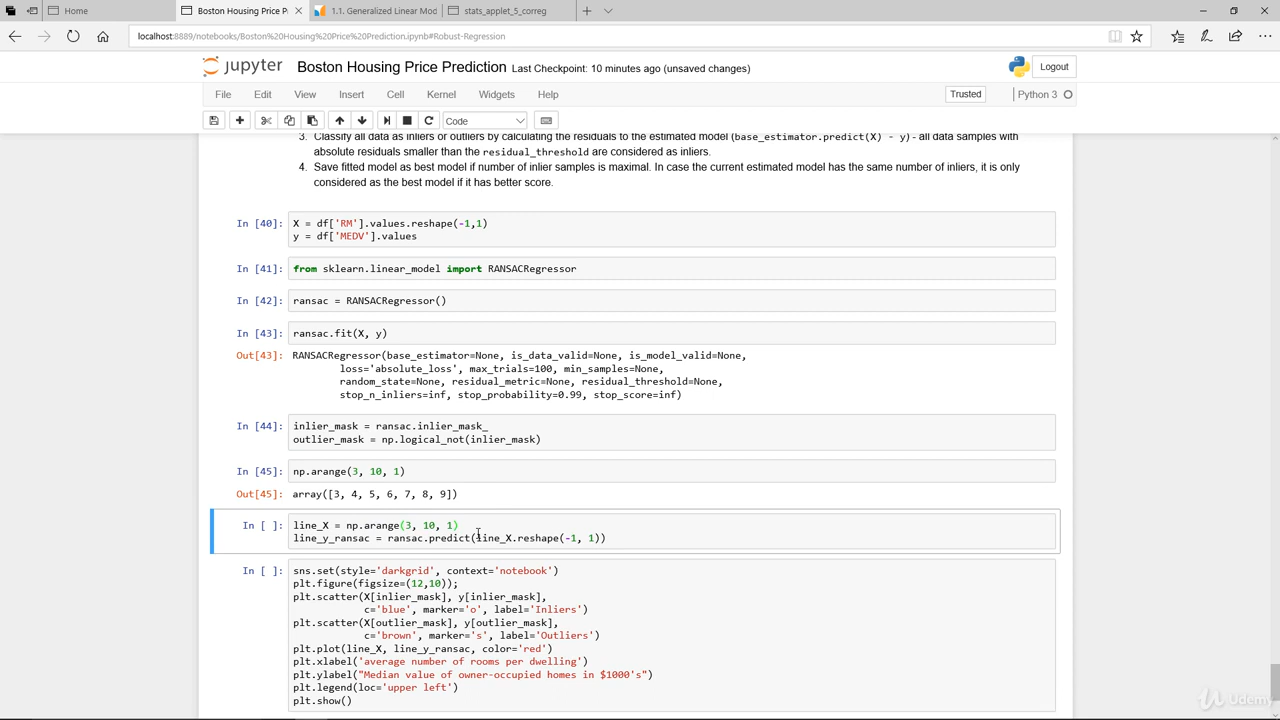 Home
Boston Housing Price P
1.1. Generalized Linear Mod
stats_applet_5_correg
localhost:8889/notebooks/Boston%20Housing%20Price%20Prediction.ipynb#Robust-Regression
jupyter Boston Housing Price Prediction Last Checkpoint: 10 minutes ago (unsaved changes) Logout
File Edit View Insert Cell Kernel Widgets Help Trusted Python 3
Code
3. Classify all data as inliers or outliers by calculating the residuals to the estimated model (base_estimator.predict(X) - y) - all data samples with
absolute residuals smaller than the residual_threshold are considered as inliers.
4. Save fitted model as best model if number of inlier samples is maximal. In case the current estimated model has the same number of inliers, it is only
considered as the best model if it has better score.
In [40]: X = df['RM'].values.reshape(-1,1)
y = df['MEDV'].values
In [41]: from sklearn.linear_model import RANSACRegressor
In [42]: ransac = RANSACRegressor()
In [43]: ransac.fit(X, y)
Out[43]: RANSACRegressor(base_estimator=None, is_data_valid=None, is_model_valid=None,
loss='absolute_loss', max_trials=100, min_samples=None,
random_state=None, residual_metric=None, residual_threshold=None,
stop_n_inliers=inf, stop_probability=0.99, stop_score=inf)
In [44]: inlier_mask = ransac.inlier_mask_
outlier_mask = np.logical_not(inlier_mask)
In [45]: np.arange(3, 10, 1)
Out[45]: array([3, 4, 5, 6, 7, 8, 9])
In [ ]: line_X = np.arange(3, 10, 1)
line_y_ransac = ransac.predict(line_X.reshape(-1, 1))
In [ ]: sns.set(style='darkgrid', context='notebook')
plt.figure(figsize=(12,10));
plt.scatter(X[inlier_mask], y[inlier_mask],
c='blue', marker='o', label='Inliers')
plt.scatter(X[outlier_mask], y[outlier_mask],
c='brown', marker='s', label='Outliers')
plt.plot(line_X, line_y_ransac, color='red')
plt.xlabel('average number of rooms per dwelling')
plt.ylabel("Median value of owner-occupied homes in $1000's")
plt.legend(loc='upper left')
plt.show()
Udemy